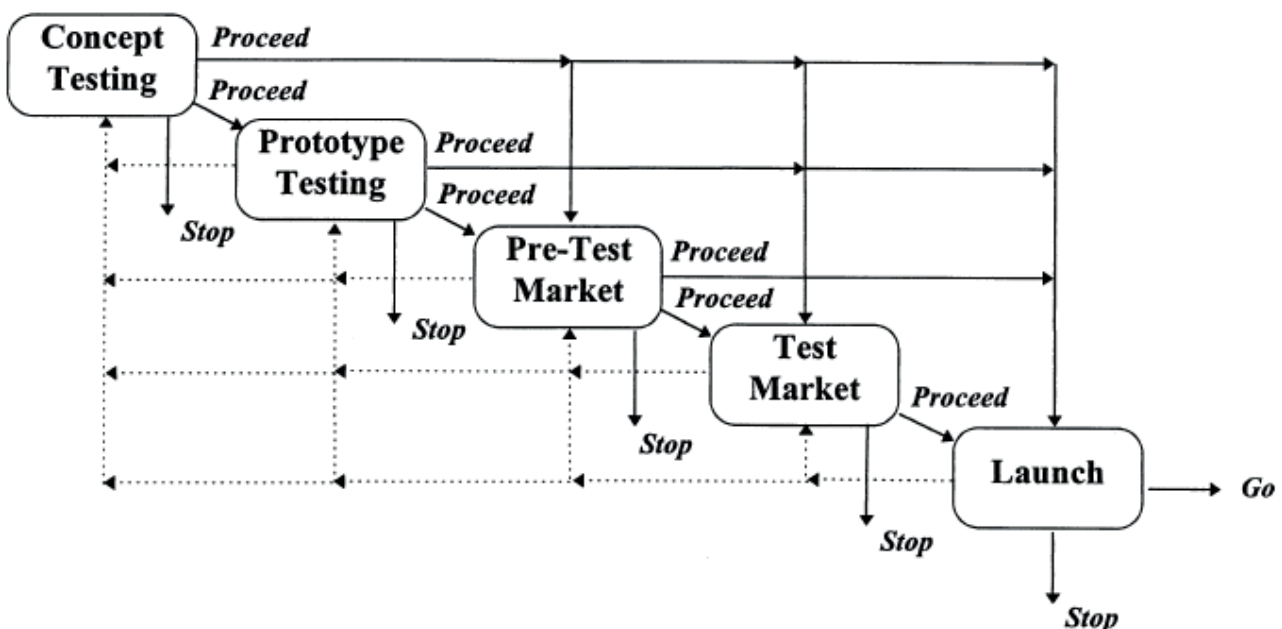 Concept
Testing
Proceed
Proceed
Stop
Prototype
Testing
Proceed
Proceed
Stop
Pre-Test
Market
Proceed
Proceed
Stop
Test
Market
Proceed
Stop
Launch
Go
Stop